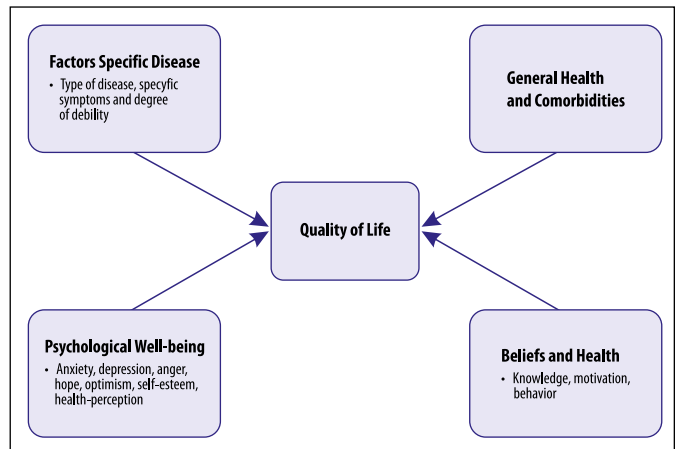 Factors Specific Disease
• Type of disease, specyfic
symptoms and degree
of debility
General Health
and Comorbidities
Quality of Life
Psychological Well-being
• Anxiety, depression, anger,
hope, optimism, self-esteem,
health-perception
Beliefs and Health
• Knowledge, motivation,
behavior